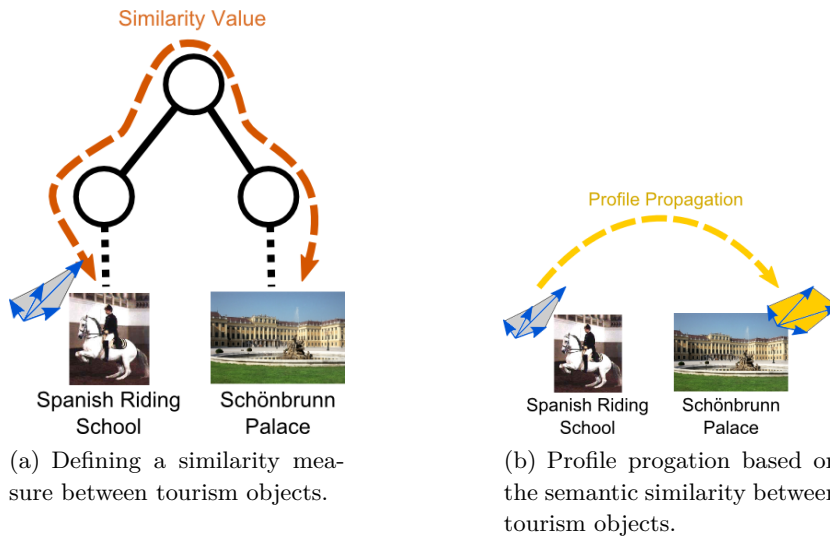 Similarity Value
Spanish Riding
School
Schönbrunn
Palace
(a) Defining a similarity mea-
sure between tourism objects.
Profile Propagation
Spanish Riding
School
Schönbrunn
Palace
(b) Profile progation based on
the semantic similarity between
tourism objects.